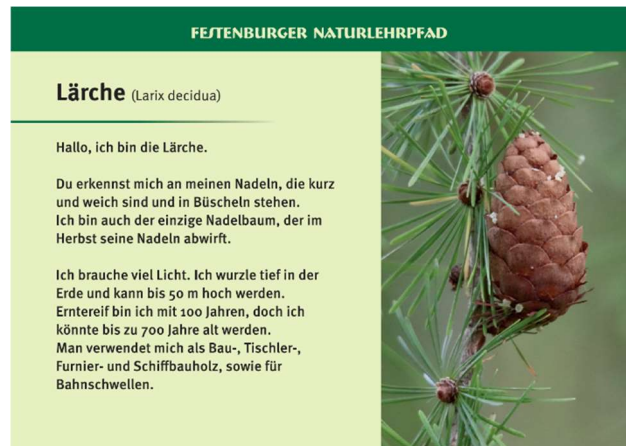 FESTENBURGER NATURLEHRPFAD
Lärche (Larix decidua)
Hallo, ich bin die Lärche.
Du erkennst mich an meinen Nadeln, die kurz
und weich sind und in Büscheln stehen.
Ich bin auch der einzige Nadelbaum, der im
Herbst seine Nadeln abwirft.
Ich brauche viel Licht. Ich wurzle tief in der
Erde und kann bis 50 m hoch werden.
Erntereif bin ich mit 100 Jahren, doch ich
könnte bis zu 700 Jahre alt werden.
Man verwendet mich als Bau-, Tischler-,
Furnier- und Schiffbauholz, sowie für
Bahnschwellen.